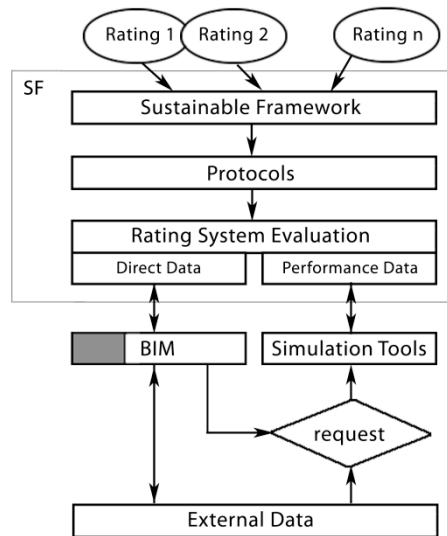 Rating 1
Rating 2
Rating n
SF
Sustainable Framework
Protocols
Rating System Evaluation
Direct Data
Performance Data
BIM
Simulation Tools
request
External Data